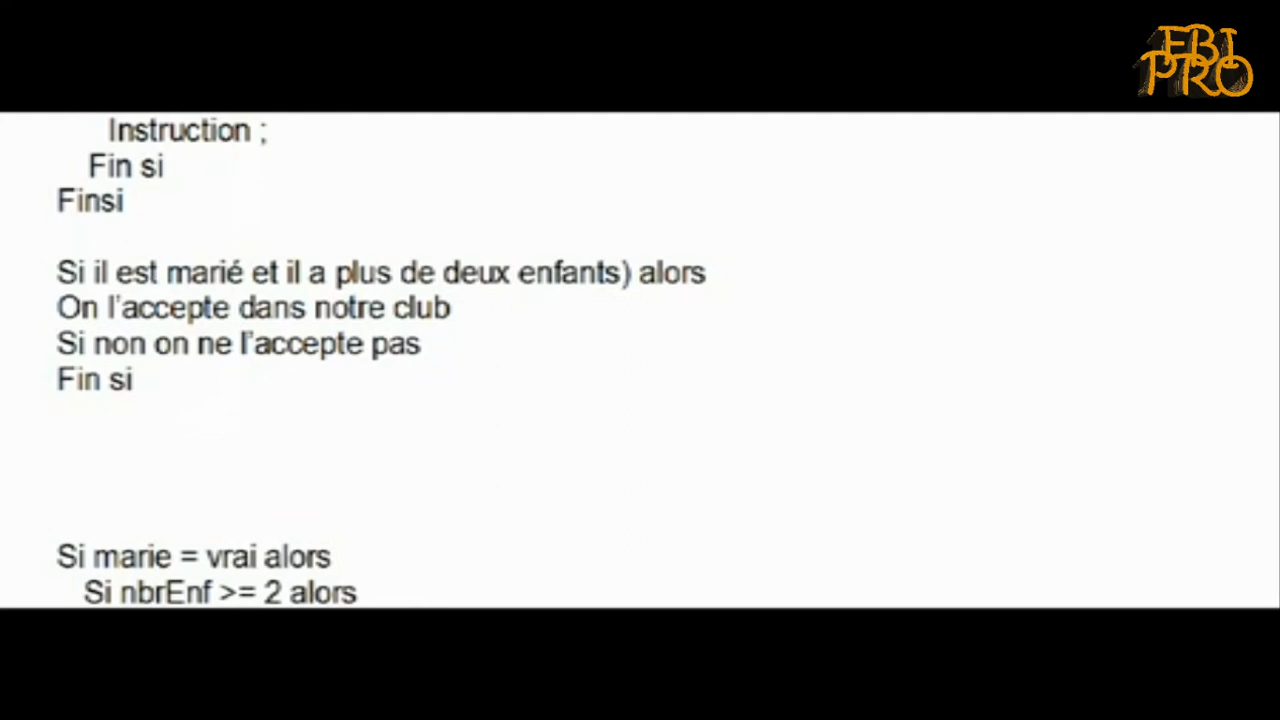 FBI
PRO
Instruction ;
Fin si
Finsi
Si il est marié et il a plus de deux enfants) alors
On l'accepte dans notre club
Si non on ne l'accepte pas
Fin si
Si marie = vrai alors
Si nbrEnf >= 2 alors